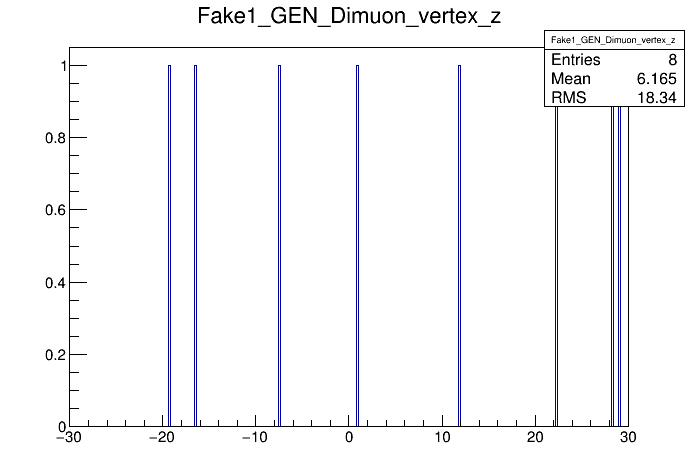 Fake1_GEN_Dimuon_vertex_z
Fake1_GEN_Dimuon_vertex_z
Entries 8
Mean 6.165
RMS 18.34
1
0.8
0.6
0.4
0.2
0
−30 −20 −10 0 10 20 30